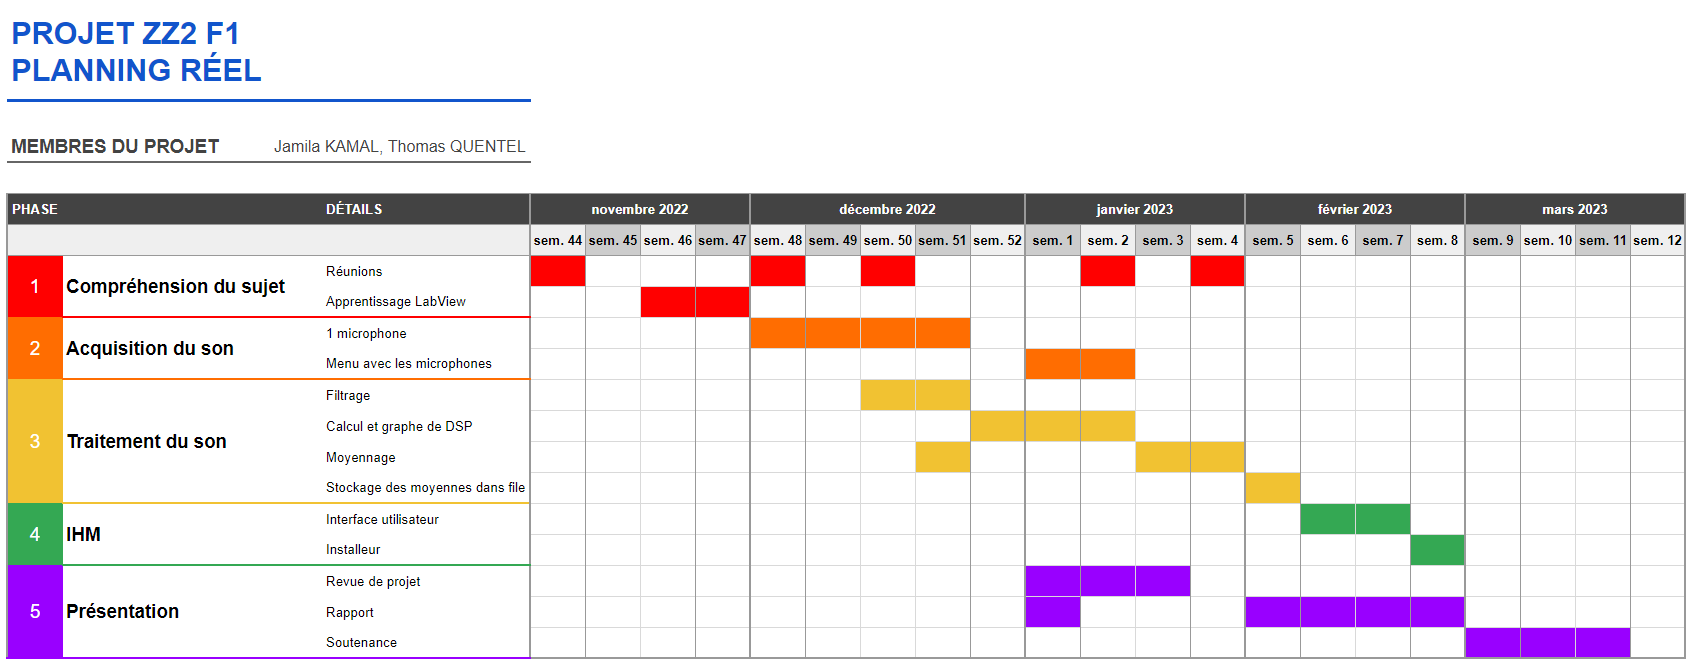 PROJET ZZ2 F1
PLANNING RÉEL
MEMBRES DU PROJET Jamila KAMAL, Thomas QUENTEL
PHASE DÉTAILS novembre 2022 décembre 2022 janvier 2023 février 2023 mars 2023
sem. 44 sem. 45 sem. 46 sem. 47 sem. 48 sem. 49 sem. 50 sem. 51 sem. 52 sem. 1 sem. 2 sem. 3 sem. 4 sem. 5 sem. 6 sem. 7 sem. 8 sem. 9 sem. 10 sem. 11 sem. 12
1 Compréhension du sujet
Réunions
Apprentissage LabView
2 Acquisition du son
1 microphone
Menu avec les microphones
3 Traitement du son
Filtrage
Calcul et graphe de DSP
Moyennage
Stockage des moyennes dans file
4 IHM
Interface utilisateur
Installeur
5 Présentation
Revue de projet
Rapport
Soutenance